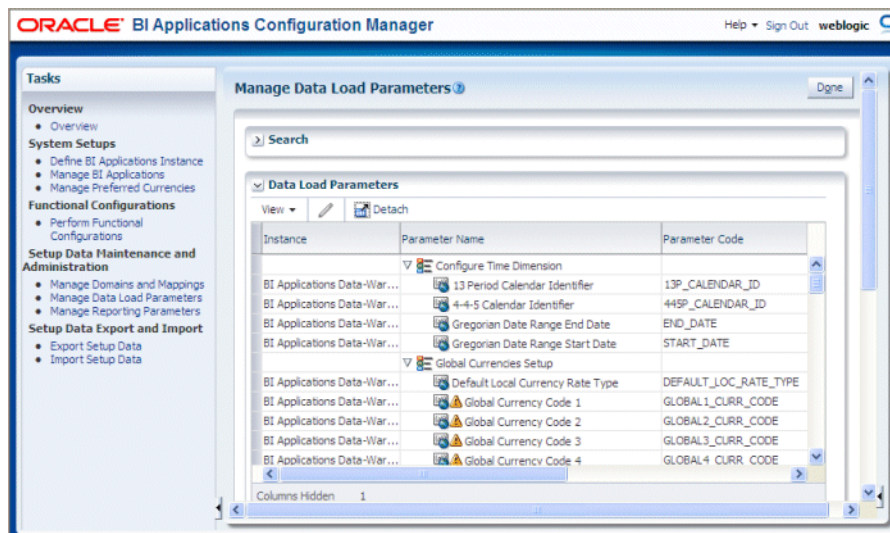 ORACLE BI Applications Configuration Manager
Help Sign Out weblogic
Tasks
Overview
Overview
System Setups
Define BI Applications Instance
Manage BI Applications
Manage Preferred Currencies
Functional Configurations
Perform Functional
Configurations
Setup Data Maintenance and
Administration
Manage Domains and Mappings
Manage Data Load Parameters
Manage Reporting Parameters
Setup Data Export and Import
Export Setup Data
Import Setup Data
Manage Data Load Parameters
Done
Search
Data Load Parameters
View Detach
Instance Parameter Name Parameter Code
Configure Time Dimension
BI Applications Data-War... 13 Period Calendar Identifier 13P_CALENDAR_ID
BI Applications Data-War... 4-4-5 Calendar Identifier 445P_CALENDAR_ID
BI Applications Data-War... Gregorian Date Range End Date END_DATE
BI Applications Data-War... Gregorian Date Range Start Date START_DATE
Global Currencies Setup
BI Applications Data-War... Default Local Currency Rate Type DEFAULT_LOC_RATE_TYPE
BI Applications Data-War... Global Currency Code 1 GLOBAL1_CURR_CODE
BI Applications Data-War... Global Currency Code 2 GLOBAL2_CURR_CODE
BI Applications Data-War... Global Currency Code 3 GLOBAL3_CURR_CODE
BI Applications Data-War... Global Currency Code 4 GLOBAL4_CURR_CODE
Columns Hidden 1